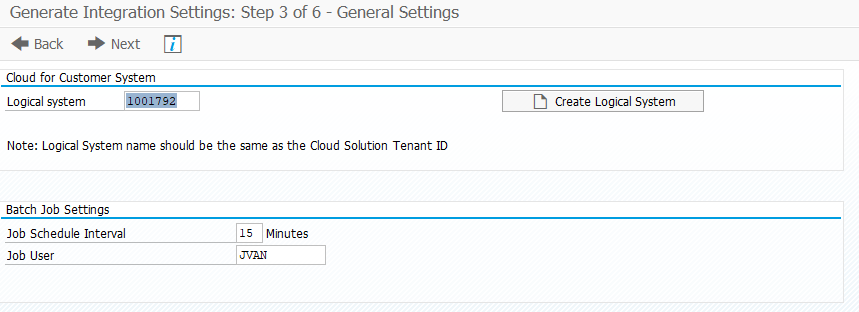 Generate Integration Settings: Step 3 of 6 - General Settings
Back Next i
Cloud for Customer System
Logical system 1001792 Create Logical System
Note: Logical System name should be the same as the Cloud Solution Tenant ID
Batch Job Settings
Job Schedule Interval 15 Minutes
Job User JVAN